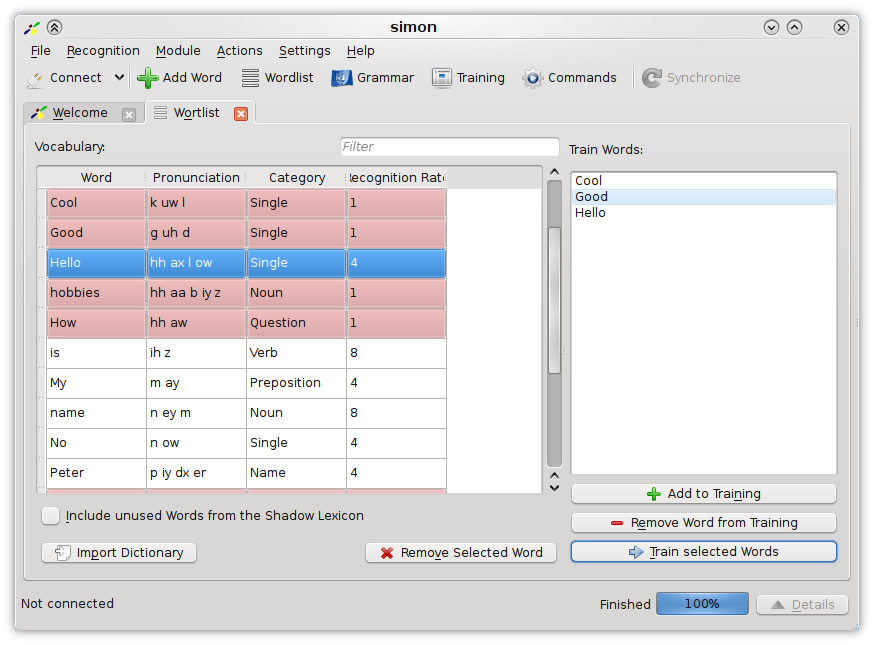 simon
File Recognition Module Actions Settings Help
Connect Add Word Wordlist Grammar Training Commands Synchronize
Welcome Wortlist
Vocabulary: Filter
Word Pronunciation Category ecognition Rate
Cool k uw l Single 1
Good g uh d Single 1
Hello hh ax l ow Single 4
hobbies hh aa b iy z Noun 1
How hh aw Question 1
is ih z Verb 8
My m ay Preposition 4
name n ey m Noun 8
No n ow Single 4
Peter p iy dx er Name 4
Include unused Words from the Shadow Lexicon
Import Dictionary Remove Selected Word
Train Words:
Cool
Good
Hello
Add to Training
Remove Word from Training
Train selected Words
Not connected Finished 100% Details